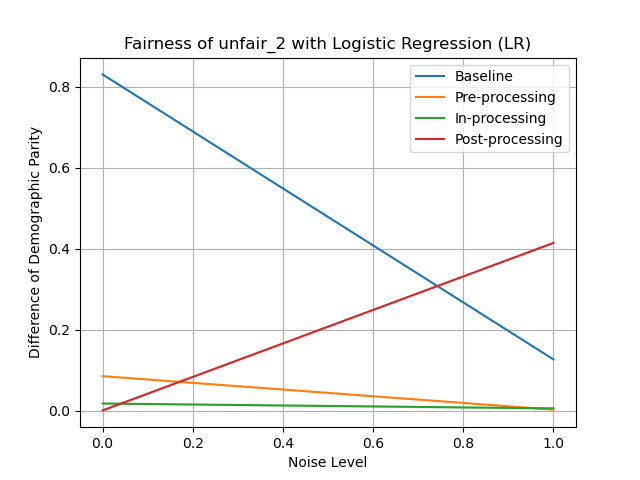 Fairness of unfair_2 with Logistic Regression (LR)
Difference of Demographic Parity
0.8
0.6
0.4
0.2
0.0
Baseline
Pre-processing
In-processing
Post-processing
0.0 0.2 0.4 0.6 0.8 1.0
Noise Level